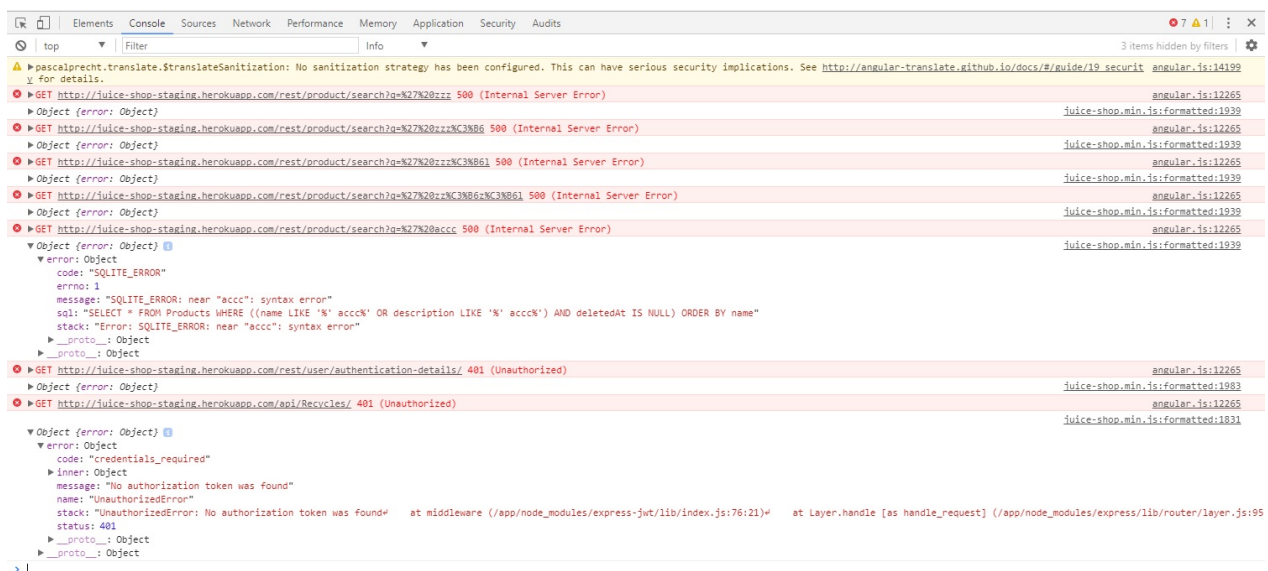 Elements Console Sources Network Performance Memory Application Security Audits 7 1
top Filter Info 3 items hidden by filters
pascalprecht.translate.$translateSanitization: No sanitization strategy has been configured. This can have serious security implications. See http://angular-translate.github.io/docs/#/guide/19_securit angular.js:14199
y for details.
GET http://juice-shop-staging.herokuapp.com/rest/product/search?q=%27%20zzz 500 (Internal Server Error) angular.js:12265
Object {error: Object} juice-shop.min.js:formatted:1939
GET http://juice-shop-staging.herokuapp.com/rest/product/search?q=%27%20zzz%C3%B6 500 (Internal Server Error) angular.js:12265
Object {error: Object} juice-shop.min.js:formatted:1939
GET http://juice-shop-staging.herokuapp.com/rest/product/search?q=%27%20zzz%C3%B6l 500 (Internal Server Error) angular.js:12265
Object {error: Object} juice-shop.min.js:formatted:1939
GET http://juice-shop-staging.herokuapp.com/rest/product/search?q=%27%20zz%C3%B6z%C3%B6l 500 (Internal Server Error) angular.js:12265
Object {error: Object} juice-shop.min.js:formatted:1939
GET http://juice-shop-staging.herokuapp.com/rest/product/search?q=%27%20accc 500 (Internal Server Error) angular.js:12265
Object {error: Object} juice-shop.min.js:formatted:1939
error: Object
code: "SQLITE_ERROR"
errno: 1
message: "SQLITE_ERROR: near "accc": syntax error"
sql: "SELECT * FROM Products WHERE ((name LIKE '%' accc%' OR description LIKE '%' accc%') AND deletedAt IS NULL) ORDER BY name"
stack: "Error: SQLITE_ERROR: near "accc": syntax error"
__proto__: Object
__proto__: Object
GET http://juice-shop-staging.herokuapp.com/rest/user/authentication-details/ 401 (Unauthorized) angular.js:12265
Object {error: Object} juice-shop.min.js:formatted:1983
GET http://juice-shop-staging.herokuapp.com/api/Recycles/ 401 (Unauthorized) angular.js:12265
juice-shop.min.js:formatted:1831
Object {error: Object}
error: Object
code: "credentials_required"
inner: Object
message: "No authorization token was found"
name: "UnauthorizedError"
stack: "UnauthorizedError: No authorization token was found↵    at middleware (/app/node_modules/express-jwt/lib/index.js:76:21)↵    at Layer.handle [as handle_request] (/app/node_modules/express/lib/router/layer.js:95
status: 401
__proto__: Object
__proto__: Object